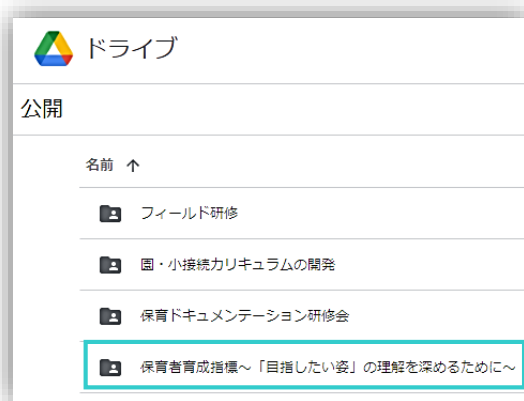 ドライブ
公開
名前 ↑
フィールド研修
園・小接続カリキュラムの開発
保育ドキュメンテーション研修会
保育者育成指標～「目指したい姿」の理解を深めるために～